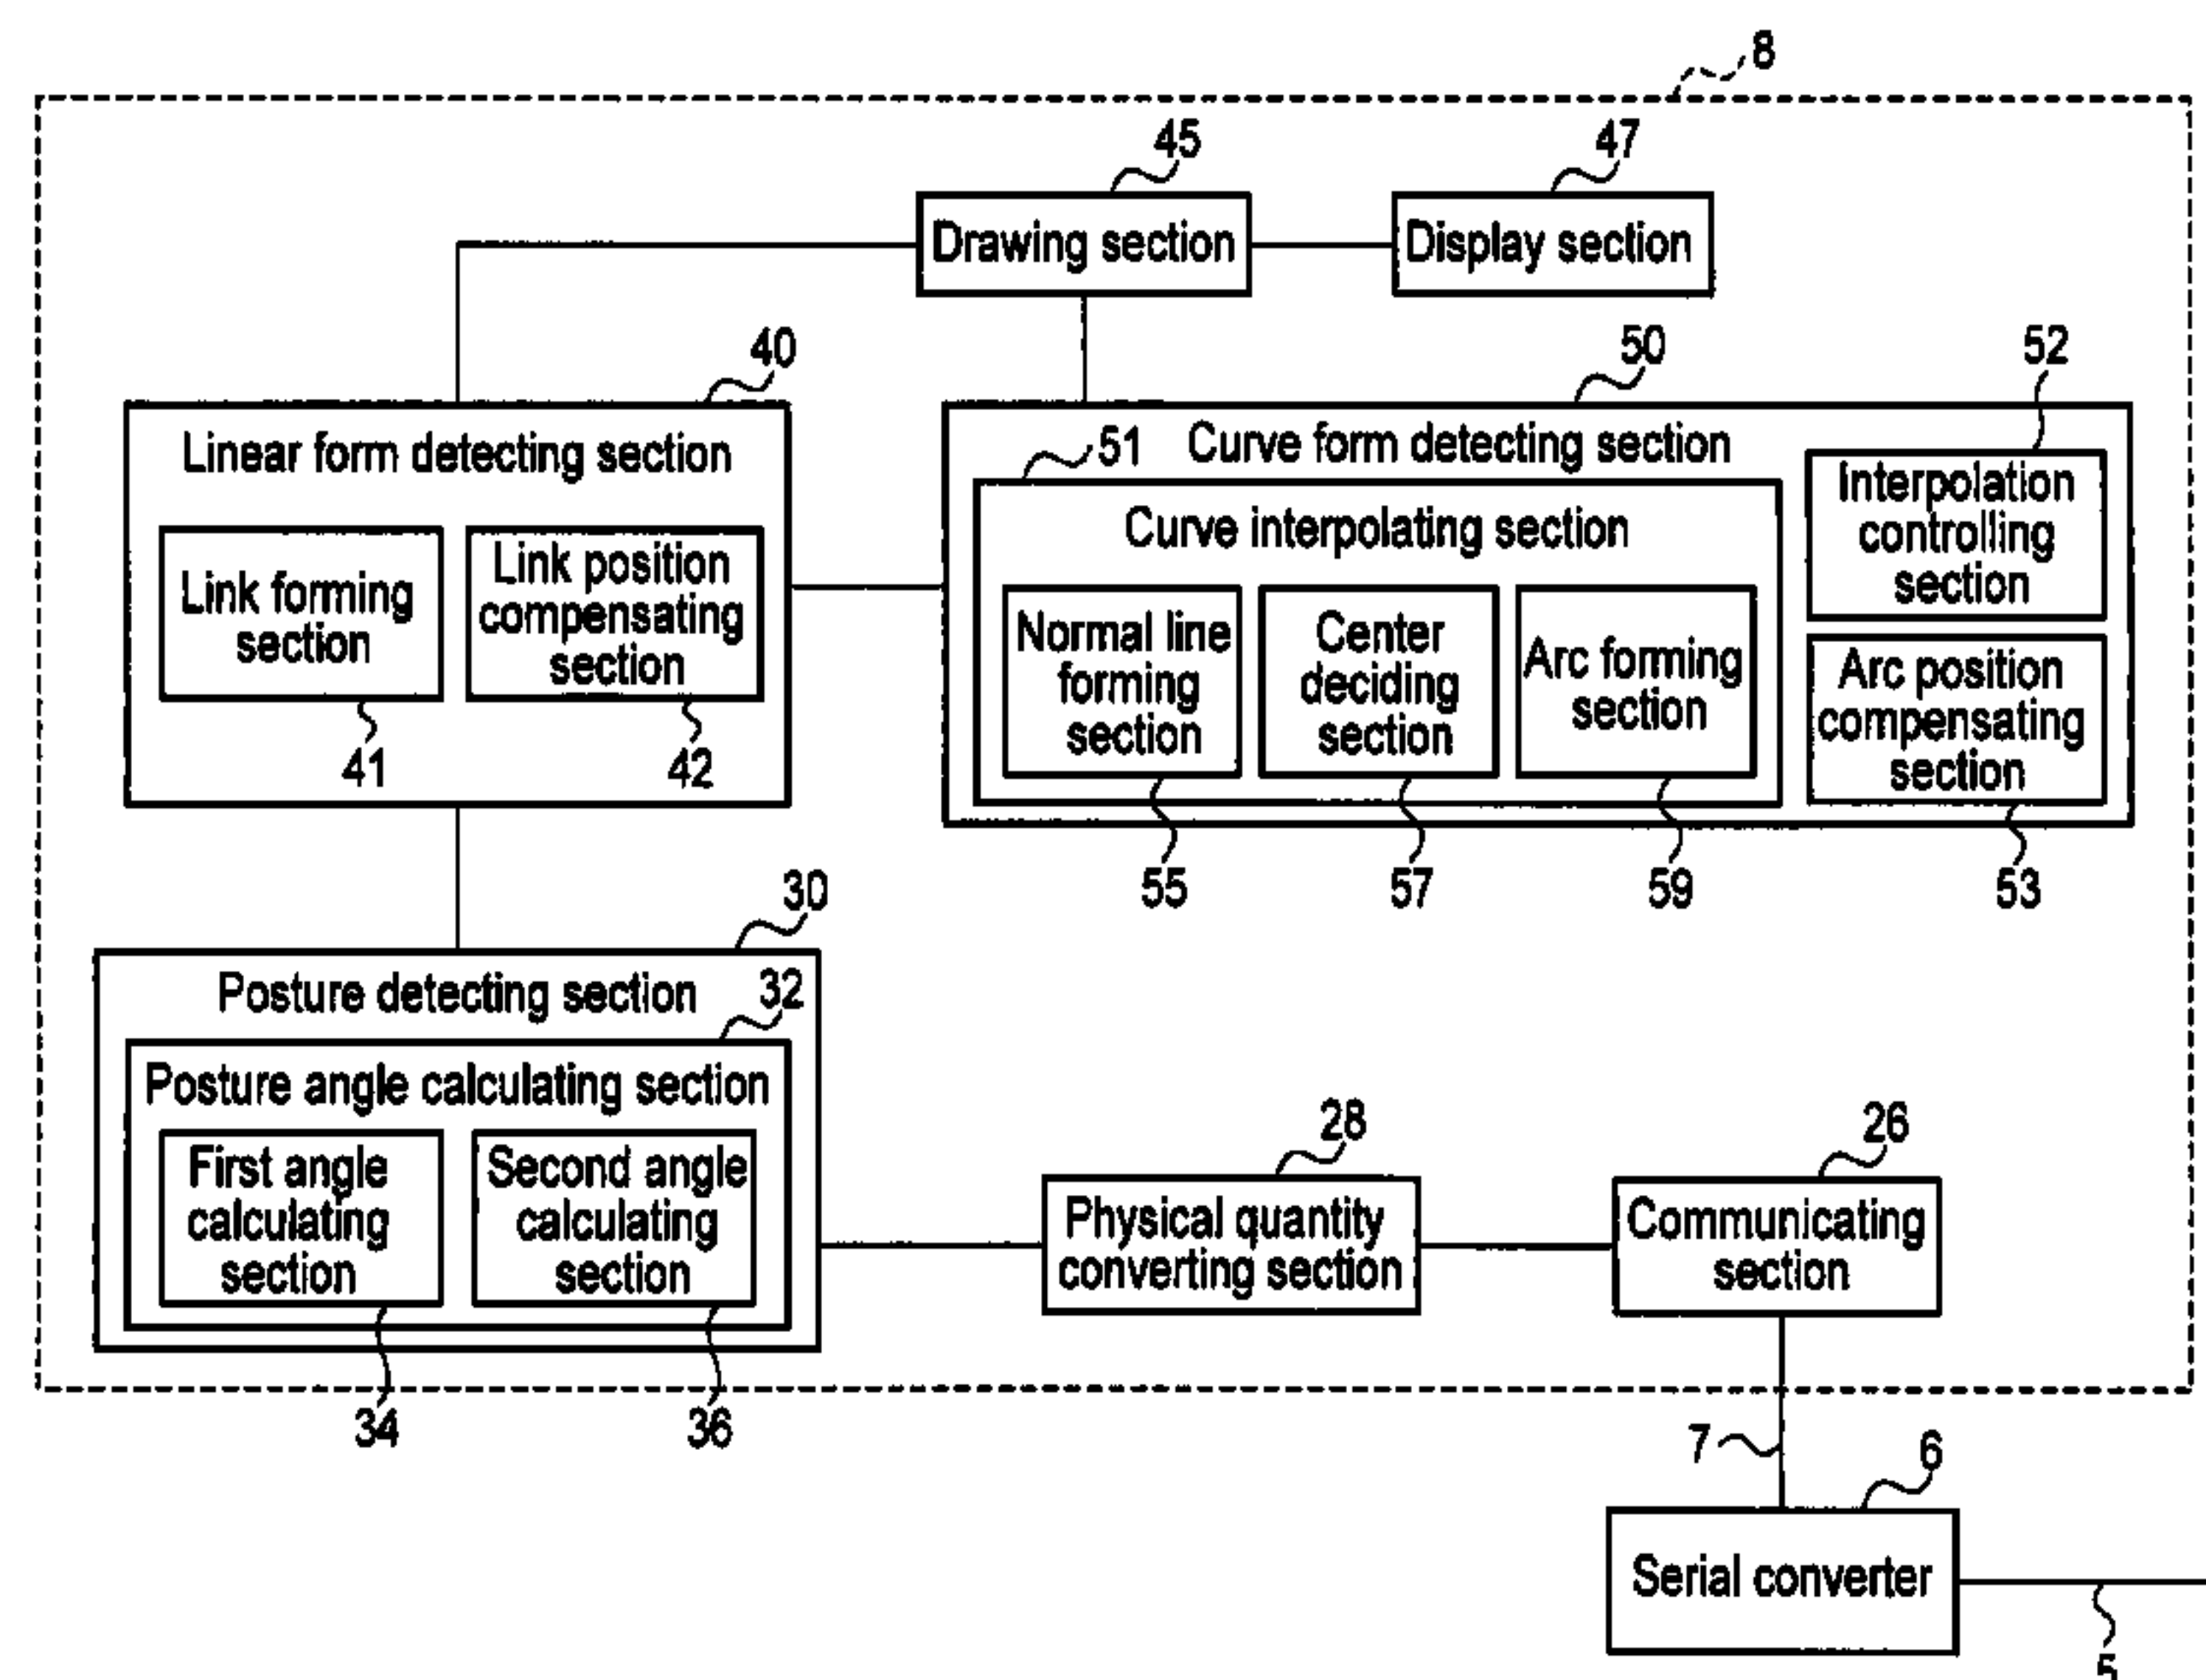 8
45
47
Drawing section
Display section
40
50
52
Linear form detecting section
51
Curve form detecting section
Interpolation
controlling
section
Curve interpolating section
Link forming
section
Link position
compensating
section
Normal line
forming
section
Center
deciding
section
Arc forming
section
Arc position
compensating
section
41
42
55
57
59
53
30
Posture detecting section
32
Posture angle calculating section
First angle
calculating
section
Second angle
calculating
section
28
Physical quantity
converting section
26
Communicating
section
34
36
7
6
Serial converter
5